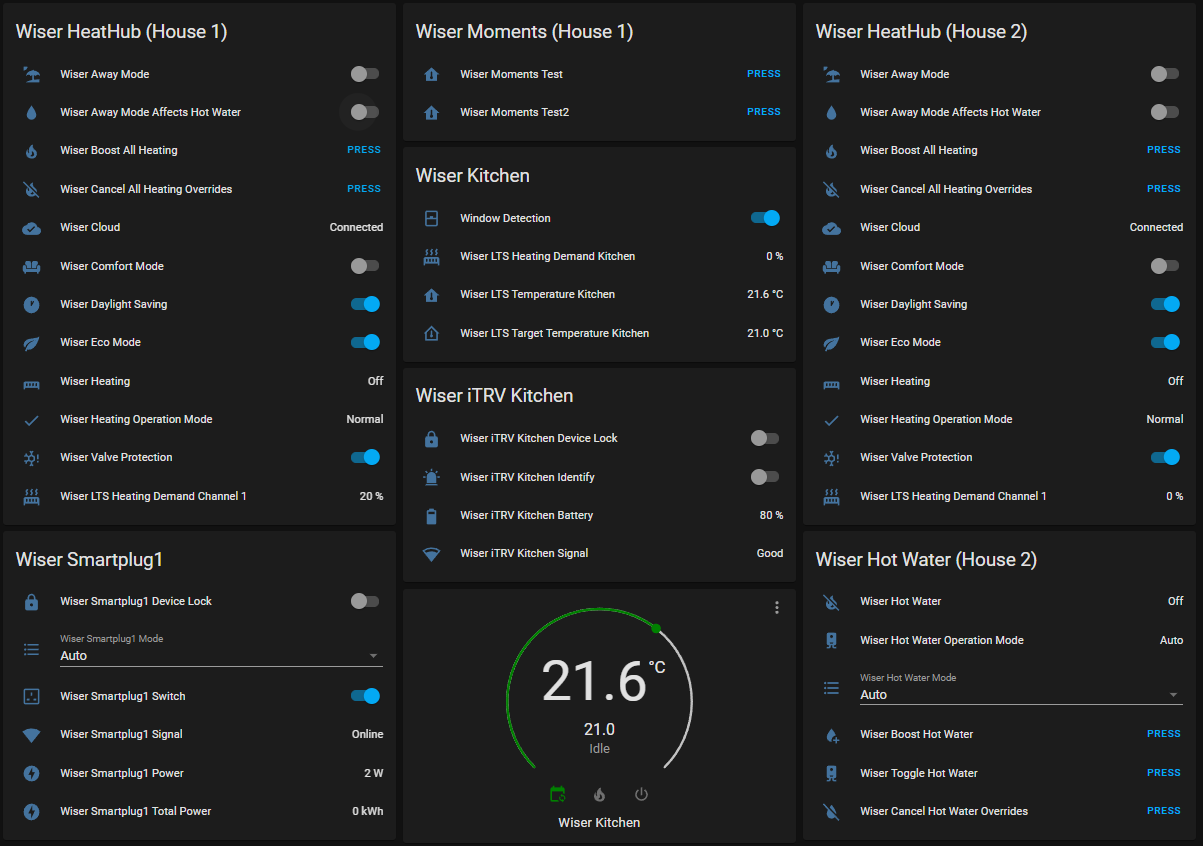 Wiser HeatHub (House 1)
Wiser Away Mode
Wiser Away Mode Affects Hot Water
Wiser Boost All Heating PRESS
Wiser Cancel All Heating Overrides PRESS
Wiser Cloud Connected
Wiser Comfort Mode
Wiser Daylight Saving
Wiser Eco Mode
Wiser Heating Off
Wiser Heating Operation Mode Normal
Wiser Valve Protection
Wiser LTS Heating Demand Channel 1 20 %
Wiser Smartplug1
Wiser Smartplug1 Device Lock
Wiser Smartplug1 Mode
Auto
Wiser Smartplug1 Switch
Wiser Smartplug1 Signal Online
Wiser Smartplug1 Power 2 W
Wiser Smartplug1 Total Power 0 kWh
Wiser Moments (House 1)
Wiser Moments Test PRESS
Wiser Moments Test2 PRESS
Wiser Kitchen
Window Detection
Wiser LTS Heating Demand Kitchen 0 %
Wiser LTS Temperature Kitchen 21.6 °C
Wiser LTS Target Temperature Kitchen 21.0 °C
Wiser iTRV Kitchen
Wiser iTRV Kitchen Device Lock
Wiser iTRV Kitchen Identify
Wiser iTRV Kitchen Battery 80 %
Wiser iTRV Kitchen Signal Good
21.6 °C
21.0
Idle
Wiser Kitchen
Wiser HeatHub (House 2)
Wiser Away Mode
Wiser Away Mode Affects Hot Water
Wiser Boost All Heating PRESS
Wiser Cancel All Heating Overrides PRESS
Wiser Cloud Connected
Wiser Comfort Mode
Wiser Daylight Saving
Wiser Eco Mode
Wiser Heating Off
Wiser Heating Operation Mode Normal
Wiser Valve Protection
Wiser LTS Heating Demand Channel 1 0 %
Wiser Hot Water (House 2)
Wiser Hot Water Off
Wiser Hot Water Operation Mode Auto
Wiser Hot Water Mode
Auto
Wiser Boost Hot Water PRESS
Wiser Toggle Hot Water PRESS
Wiser Cancel Hot Water Overrides PRESS